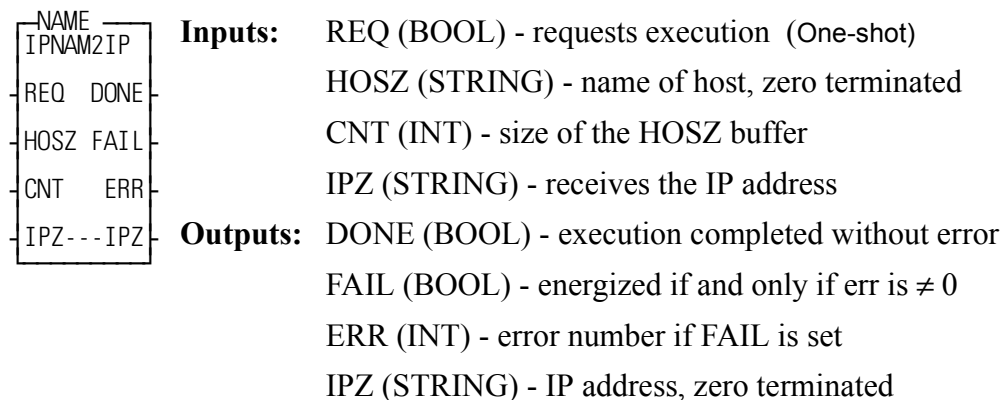 NAME
IPNAM2IP
REQ DONE
HOSZ FAIL
CNT ERR
IPZ---IPZ
Inputs: REQ (BOOL) - requests execution (One-shot)
HOSZ (STRING) - name of host, zero terminated
CNT (INT) - size of the HOSZ buffer
IPZ (STRING) - receives the IP address
Outputs: DONE (BOOL) - execution completed without error
FAIL (BOOL) - energized if and only if err is ≠ 0
ERR (INT) - error number if FAIL is set
IPZ (STRING) - IP address, zero terminated